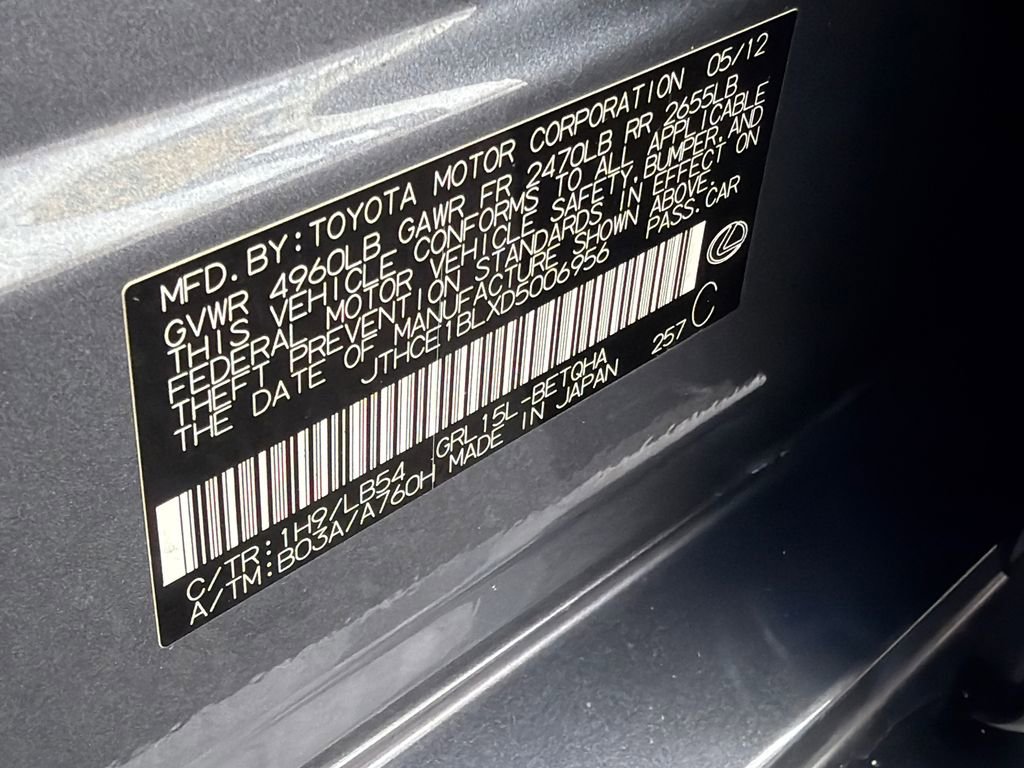 MFD. BY: TOYOTA MOTOR CORPORATION 05/12
GVWR 4960LB GAWR FR 2470LB RR 2655LB
THIS VEHICLE CONFORMS TO ALL APPLICABLE
FEDERAL MOTOR VEHICLE SAFETY, BUMPER, AND
THEFT PREVENTION STANDARDS IN EFFECT ON
THE DATE OF MANUFACTURE SHOWN ABOVE.
JTHCE1BLXD5006956 PASS. CAR
C/TR: 1H9/LB54 GRL15L-BETQHA 257 C
A/TM: B03A/A760H MADE IN JAPAN